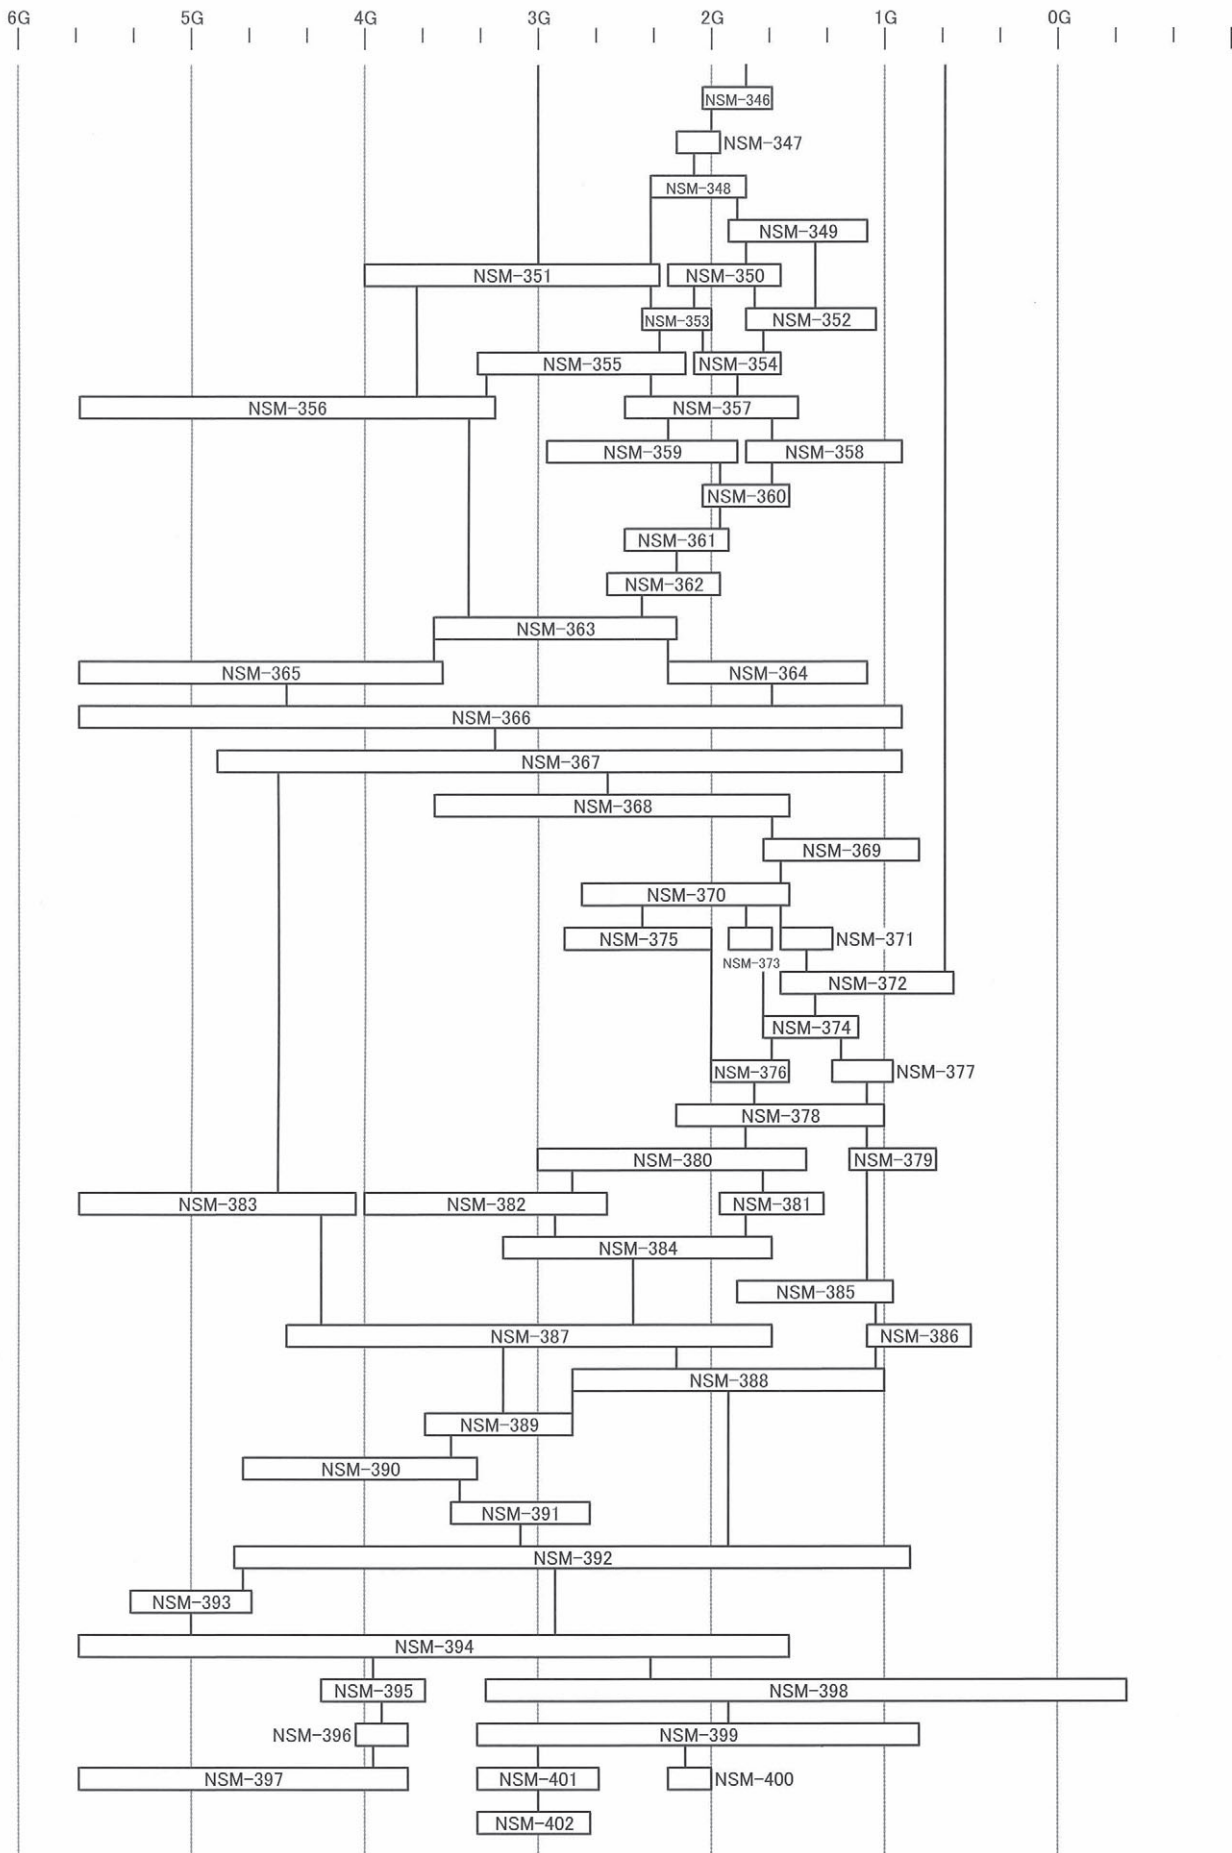 6G 5G 4G 3G 2G 1G 0G
NSM-346
NSM-347
NSM-348
NSM-349
NSM-351 NSM-350
NSM-353 NSM-352
NSM-355 NSM-354
NSM-356 NSM-357
NSM-359 NSM-358
NSM-360
NSM-361
NSM-362
NSM-363
NSM-365 NSM-364
NSM-366
NSM-367
NSM-368
NSM-369
NSM-370
NSM-375 NSM-371
NSM-373
NSM-372
NSM-374
NSM-376 NSM-377
NSM-378
NSM-380 NSM-379
NSM-383 NSM-382 NSM-381
NSM-384
NSM-385
NSM-387 NSM-386
NSM-388
NSM-389
NSM-390
NSM-391
NSM-392
NSM-393
NSM-394
NSM-395 NSM-398
NSM-396 NSM-399
NSM-397 NSM-401 NSM-400
NSM-402